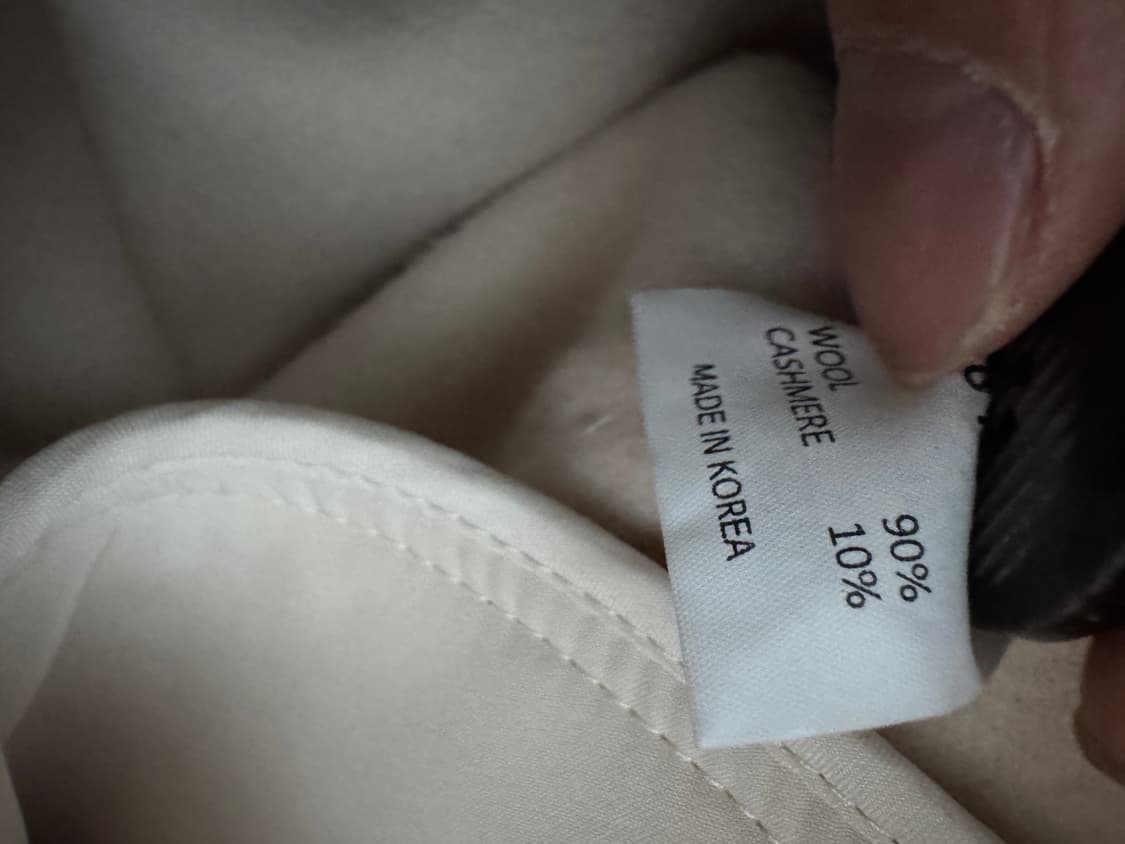 WOOL 90%
CASHMERE 10%
MADE IN KOREA